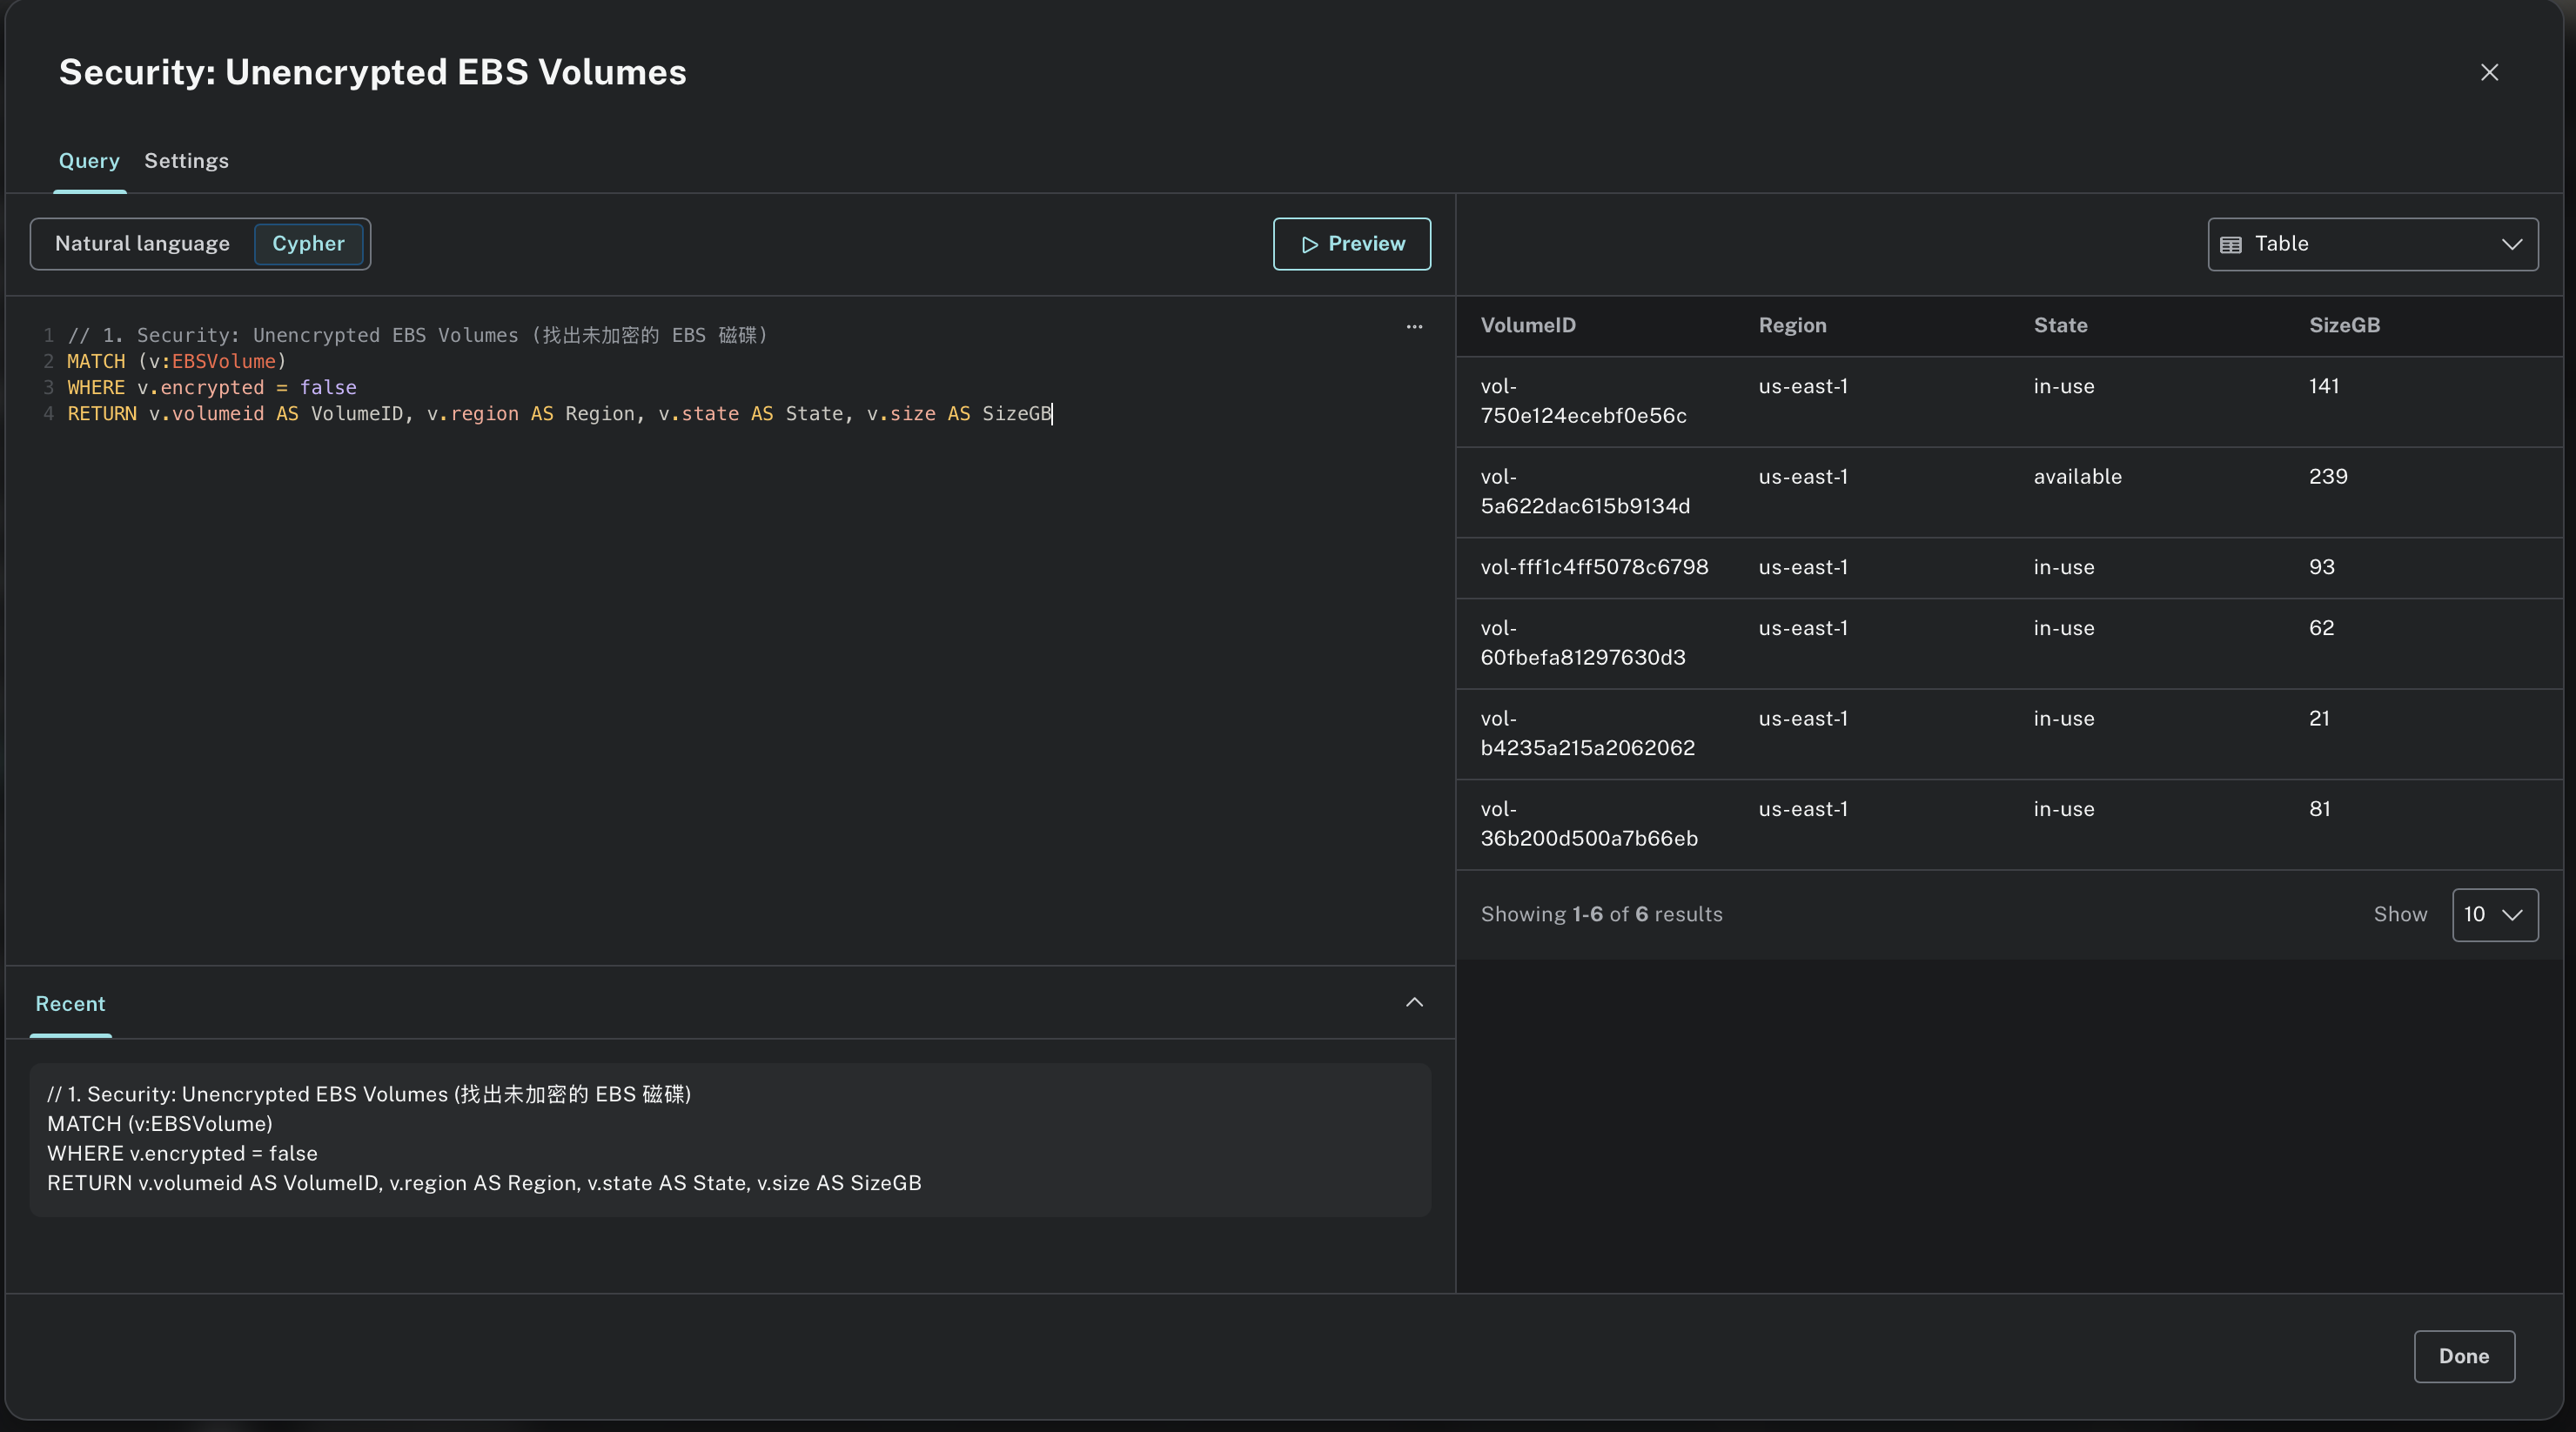 Security: Unencrypted EBS Volumes
Query Settings
Natural language Cypher
Preview
Table
1 // 1. Security: Unencrypted EBS Volumes (找出未加密的 EBS 磁碟)
2 MATCH (v:EBSVolume)
3 WHERE v.encrypted = false
4 RETURN v.volumeid AS VolumeID, v.region AS Region, v.state AS State, v.size AS SizeGB
...
Recent
// 1. Security: Unencrypted EBS Volumes (找出未加密的 EBS 磁碟)
MATCH (v:EBSVolume)
WHERE v.encrypted = false
RETURN v.volumeid AS VolumeID, v.region AS Region, v.state AS State, v.size AS SizeGB
VolumeID Region State SizeGB
vol- us-east-1 in-use 141
750e124ecebf0e56c
vol- us-east-1 available 239
5a622dac615b9134d
vol-fff1c4ff5078c6798 us-east-1 in-use 93
vol- us-east-1 in-use 62
60fbefa81297630d3
vol- us-east-1 in-use 21
b4235a215a2062062
vol- us-east-1 in-use 81
36b200d500a7b66eb
Showing 1-6 of 6 results
Show 10
Done